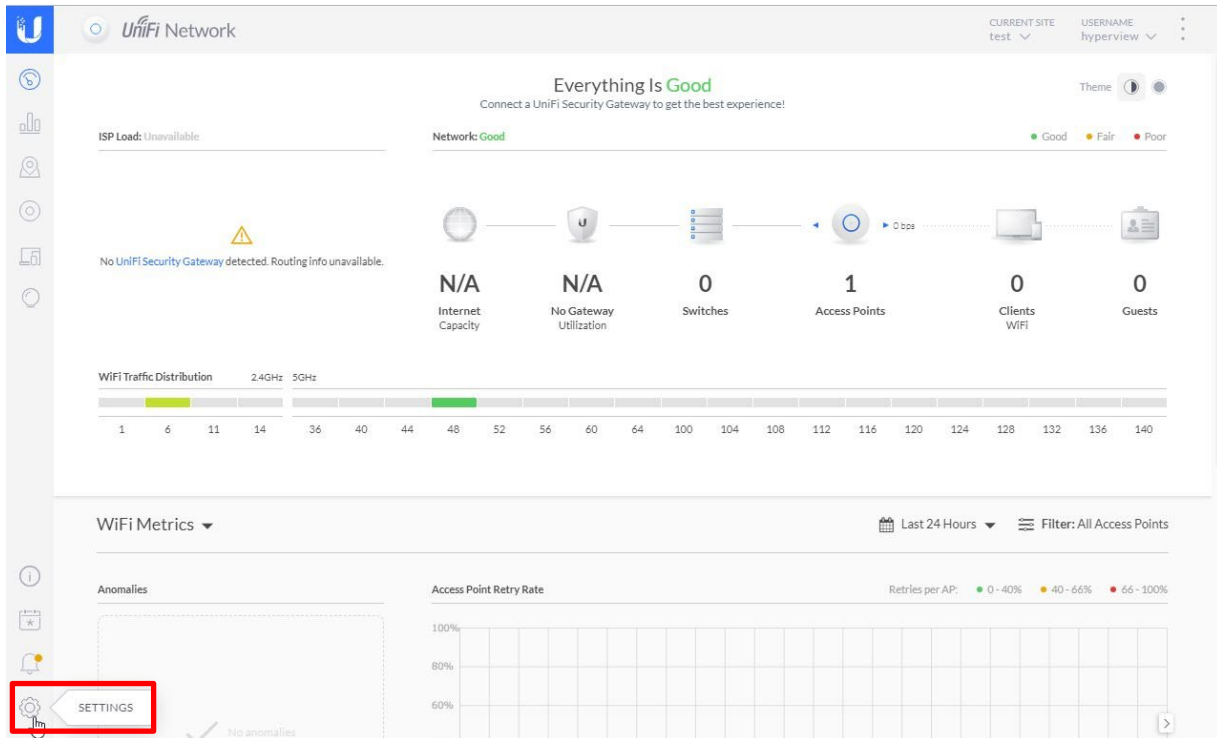 UniFi Network
CURRENT SITE
test
USERNAME
hyperview
Everything Is Good
Connect a UniFi Security Gateway to get the best experience!
Theme
ISP Load: Unavailable
Network: Good
Good Fair Poor
No UniFi Security Gateway detected. Routing info unavailable.
0 bps
N/A
Internet
Capacity
N/A
No Gateway
Utilization
0
Switches
1
Access Points
0
Clients
WiFi
0
Guests
WiFi Traffic Distribution 2.4GHz 5GHz
1 6 11 14 36 40 44 48 52 56 60 64 100 104 108 112 116 120 124 128 132 136 140
WiFi Metrics
Last 24 Hours
Filter: All Access Points
Anomalies
No anomalies
Access Point Retry Rate
Retries per AP: 0 - 40% 40 - 66% 66 - 100%
100%
80%
60%
SETTINGS